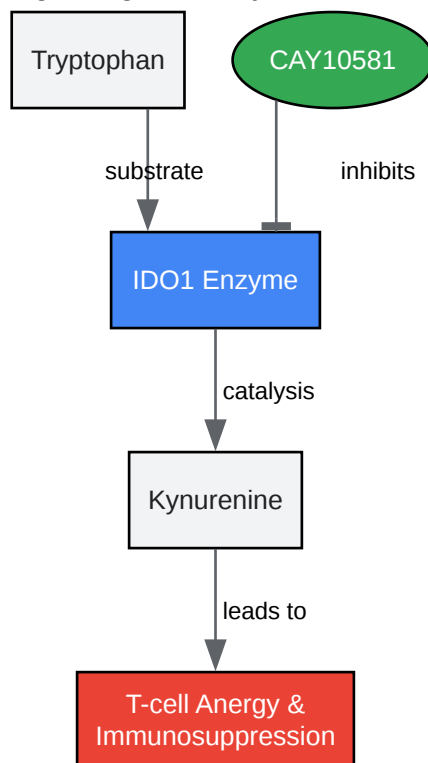 Tryptophan
CAY10581
substrate
inhibits
IDO1 Enzyme
catalysis
Kynurenine
leads to
T-cell Anergy &
Immunosuppression